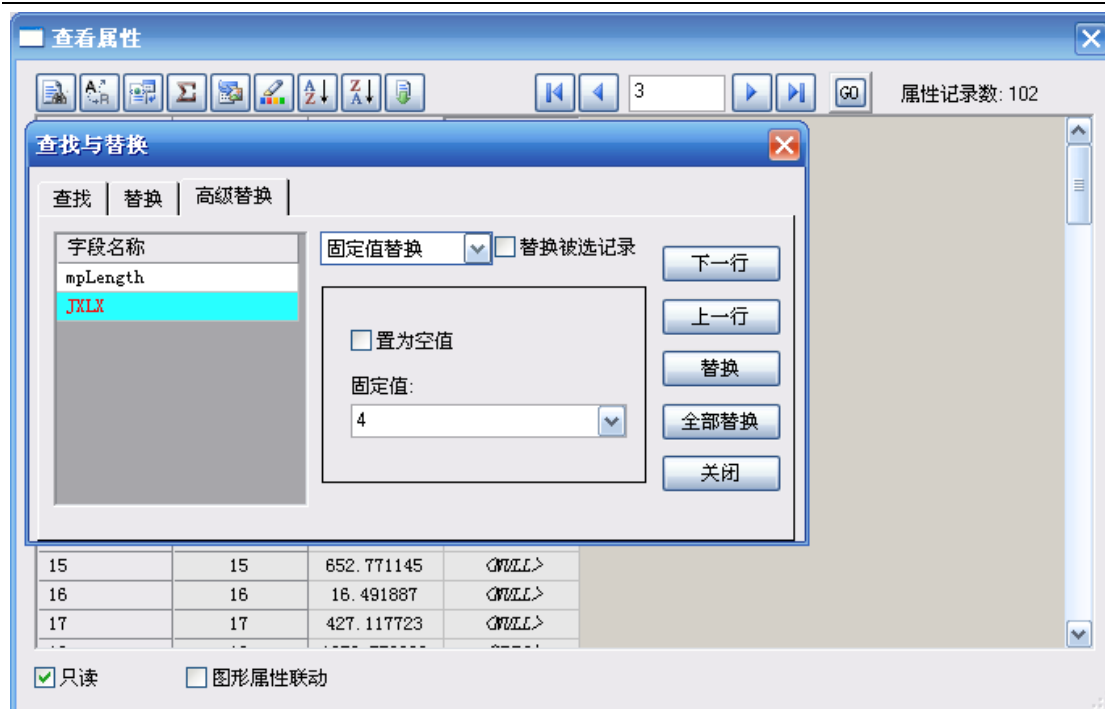 查看属性
3
GO
属性记录数: 102
查找与替换
查找 替换 高级替换
字段名称
mpLength
JXLX
固定值替换 替换被选记录
置为空值
固定值:
4
下一行
上一行
替换
全部替换
关闭
15 15 652.771145 <NULL>
16 16 16.491887 <NULL>
17 17 427.117723 <NULL>
只读 图形属性联动